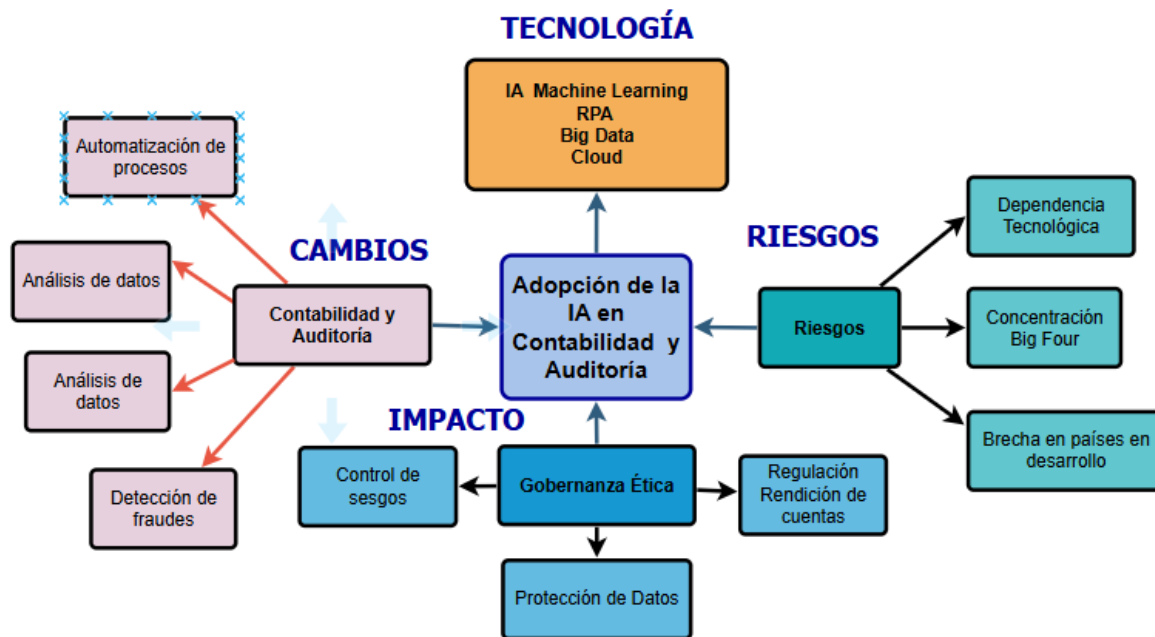 TECNOLOGÍA
IA Machine Learning
RPA
Big Data
Cloud
CAMBIOS
Automatización de
procesos
Análisis de datos
Análisis de
datos
Detección de
fraudes
Contabilidad y
Auditoría
Adopción de la
IA en
Contabilidad y
Auditoría
RIESGOS
Riesgos
Dependencia
Tecnológica
Concentración
Big Four
Brecha en países en
desarrollo
IMPACTO
Control de
sesgos
Gobernanza Ética
Regulación
Rendición de
cuentas
Protección de Datos